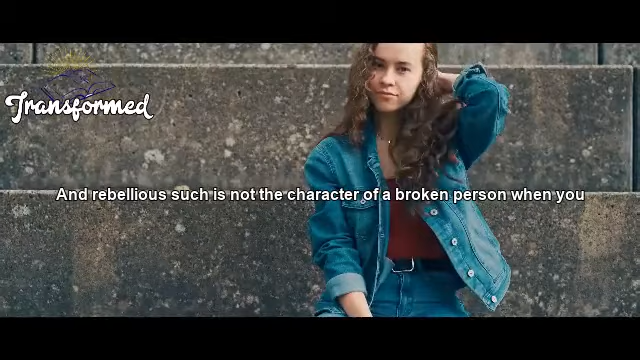 Transformed
And rebellious such is not the character of a broken person when you